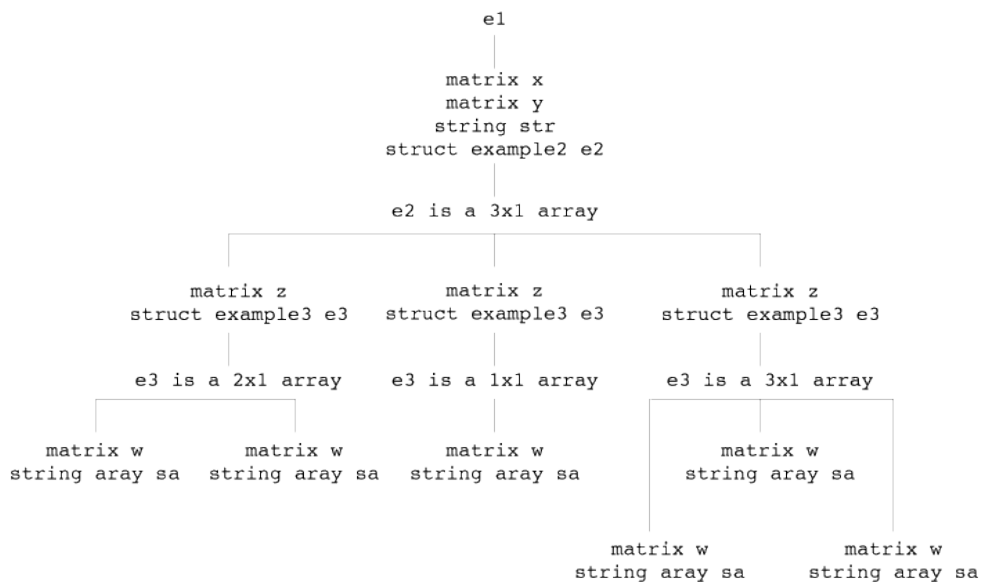 e1
matrix x
matrix y
string str
struct example2 e2
e2 is a 3x1 array
matrix z
struct example3 e3
matrix z
struct example3 e3
matrix z
struct example3 e3
e3 is a 2x1 array
e3 is a 1x1 array
e3 is a 3x1 array
matrix w
string aray sa
matrix w
string aray sa
matrix w
string aray sa
matrix w
string aray sa
matrix w
string aray sa
matrix w
string aray sa